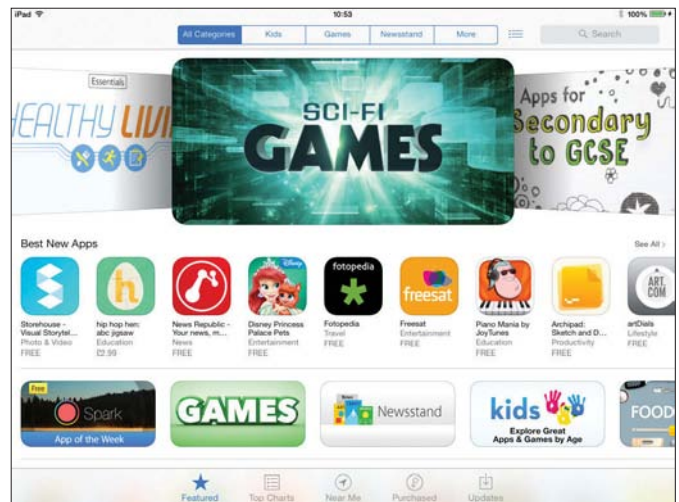 iPad 10:53 100%
All Categories Kids Games Newsstand More Search
Essentials
HEALTHY LIVI
SCI-FI
GAMES
Apps for
Secondary
to GCSE
Best New Apps See All >
Disney
fotopedia
freesat
ART.
COM
h
Storehouse - Visual Storytel... Photo & Video FREE
hip hop hen: abc jigsaw Education £2.99
News Republic - Your news, m... News FREE
Disney Princess Palace Pets Entertainment FREE
Fotopedia Travel FREE
Freesat Entertainment FREE
Piano Mania by JoyTunes Education FREE
Archipad: Sketch and D... Productivity FREE
artDials Lifestyle FREE
Free
Spark
App of the Week
GAMES
Newsstand
kids
Explore Great
Apps & Games by Age
FOOD
Featured Top Charts Near Me Purchased Updates